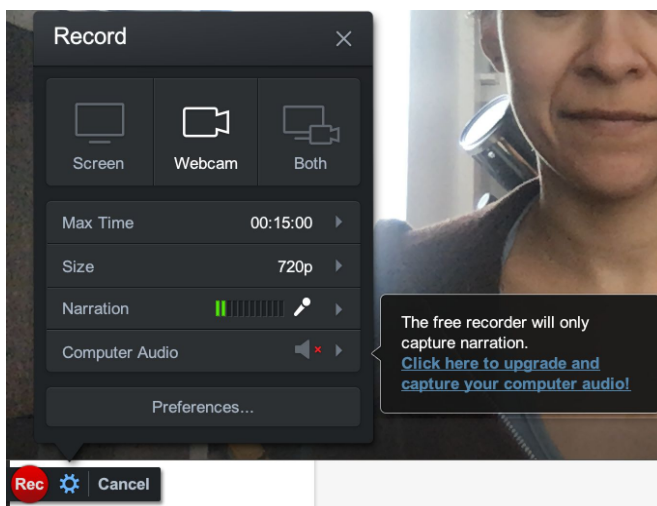 Record
Screen
Webcam
Both
Max Time 00:15:00
Size 720p
Narration
Computer Audio
The free recorder will only
capture narration.
Click here to upgrade and
capture your computer audio!
Preferences...
Rec Cancel